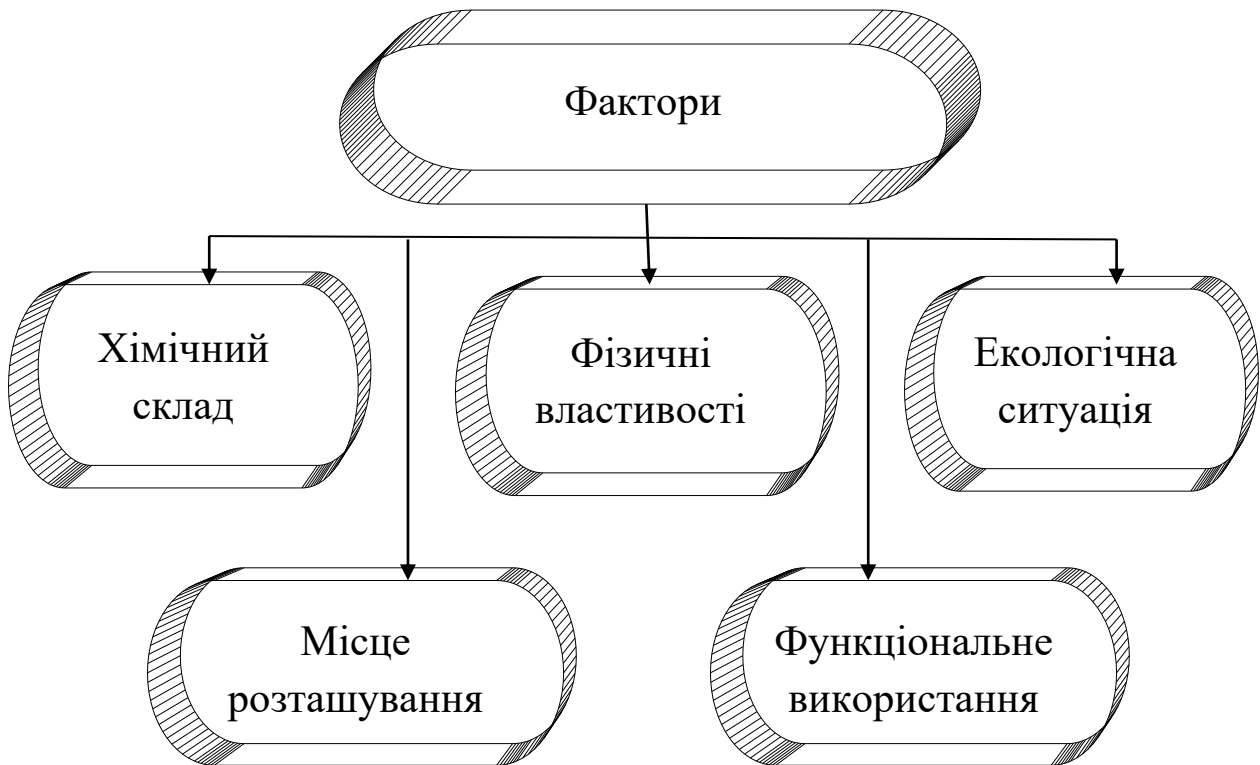 Фактори
Хімічний
склад
Фізичні
властивості
Екологічна
ситуація
Місце
розташування
Функціональне
використання